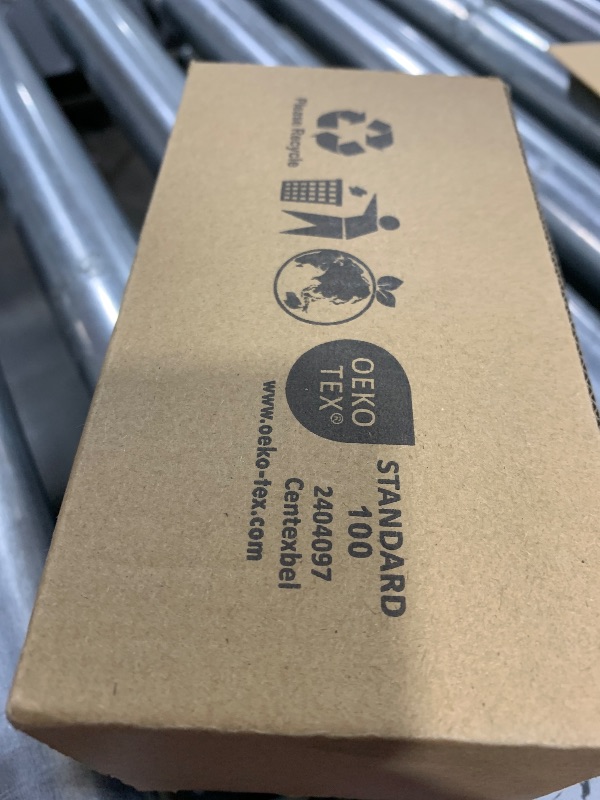 Please Recycle
OEKO
TEX®
STANDARD
100
2404097
Centexbel
www.oeko-tex.com